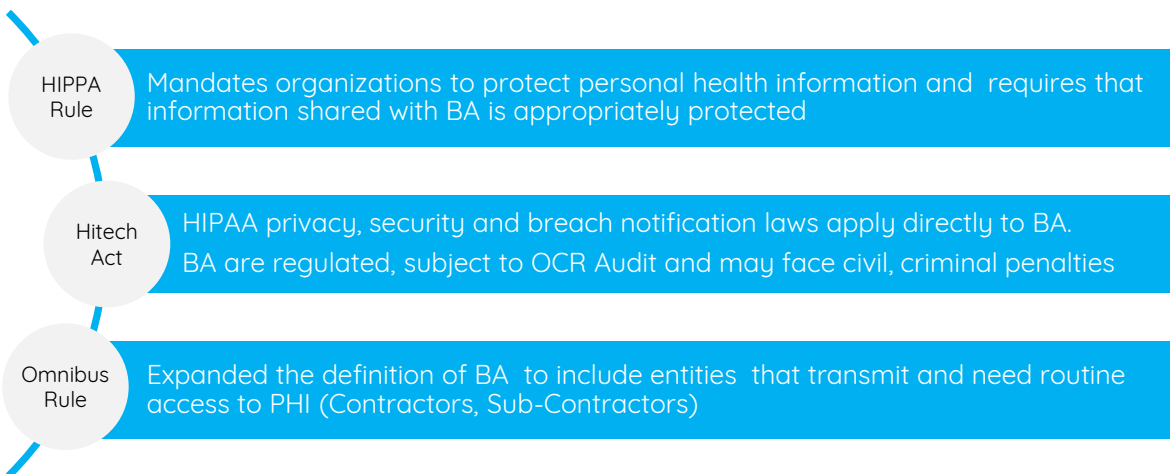 HIPPA
Rule
Mandates organizations to protect personal health information and  requires that
information shared with BA is appropriately protected
Hitech
Act
HIPAA privacy, security and breach notification laws apply directly to BA.
BA are regulated, subject to OCR Audit and may face civil, criminal penalties
Omnibus
Rule
Expanded the definition of BA  to include entities  that transmit and need routine
access to PHI (Contractors, Sub-Contractors)